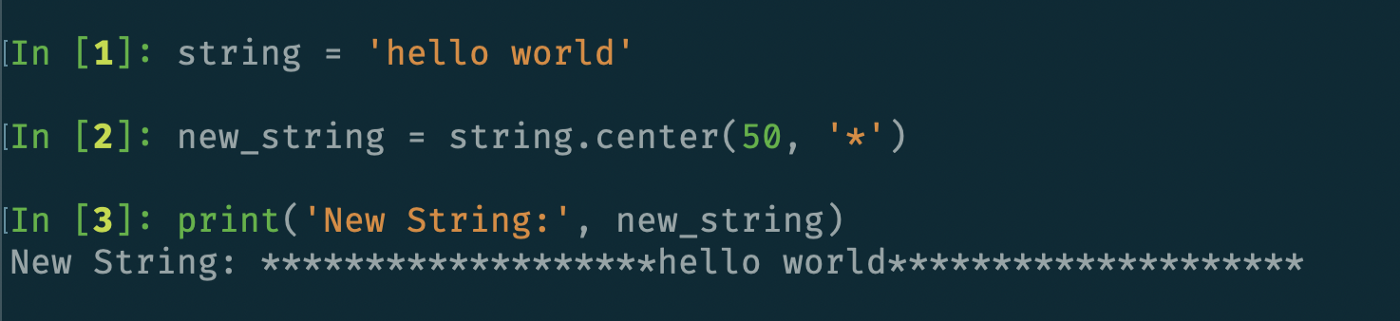 [In [1]: string = 'hello world'
[In [2]: new_string = string.center(50, '*')
[In [3]: print('New String:', new_string)
New String: *******************hello world********************